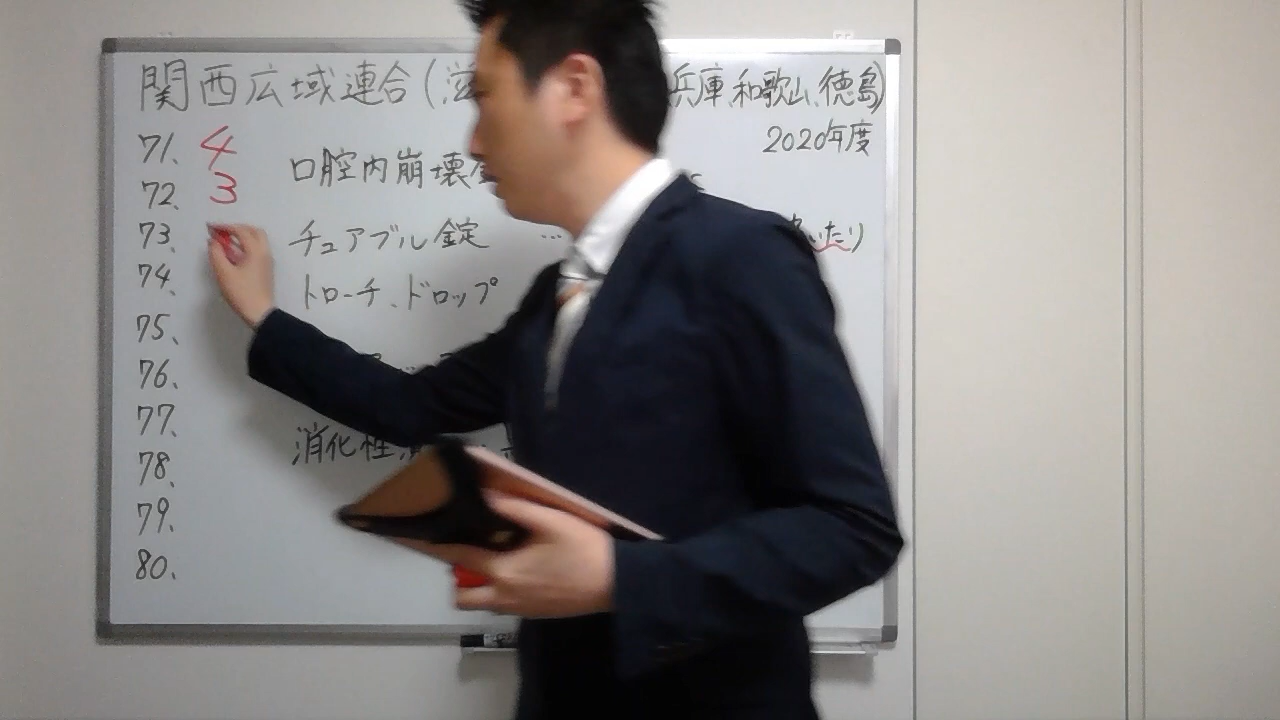 関西広域連合(滋 兵庫、和歌山、徳島)
2020年度
71. 4
72. 3
73.
74.
75.
76.
77.
78.
79.
80.
口腔内崩壊
チュアブル錠 … いたり
トローチ、ドロップ
消化性